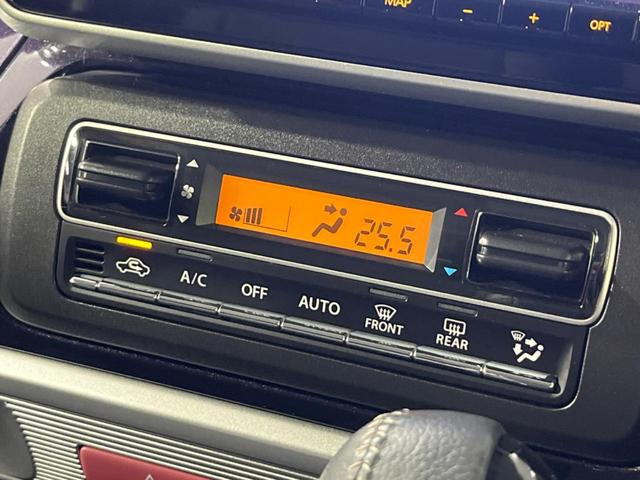 MAP - + OPT
25.5
A/C OFF AUTO FRONT REAR